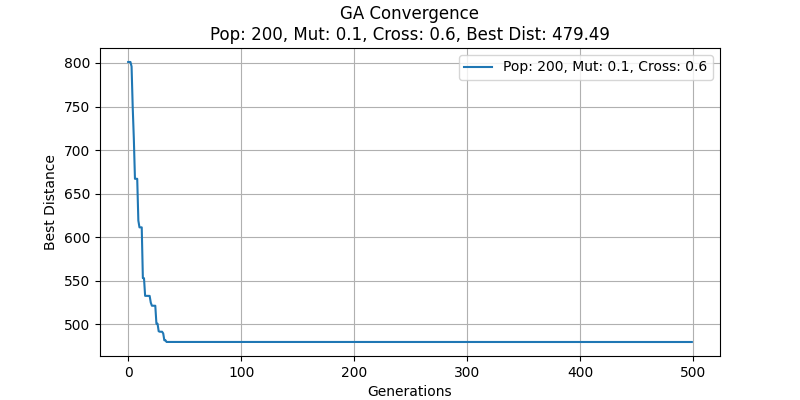 GA Convergence
Pop: 200, Mut: 0.1, Cross: 0.6, Best Dist: 479.49
Pop: 200, Mut: 0.1, Cross: 0.6
Best Distance
800
750
700
650
600
550
500
0 100 200 300 400 500
Generations